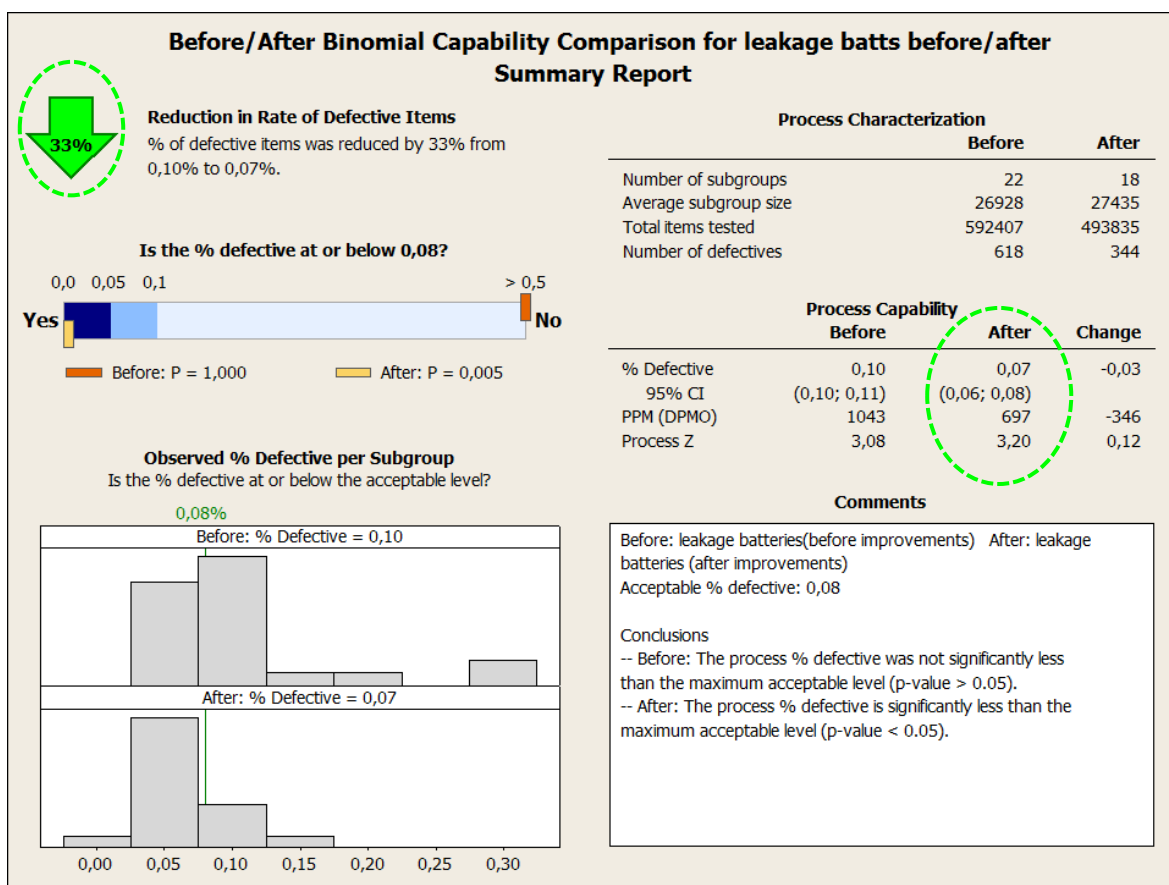 Before/After Binomial Capability Comparison for leakage batts before/after
Summary Report
33%
Reduction in Rate of Defective Items
% of defective items was reduced by 33% from
0,10% to 0,07%.
Is the % defective at or below 0,08?
0,0 0,05 0,1 > 0,5
Yes No
Before: P = 1,000 After: P = 0,005
Observed % Defective per Subgroup
Is the % defective at or below the acceptable level?
0,08%
Before: % Defective = 0,10
After: % Defective = 0,07
0,00 0,05 0,10 0,15 0,20 0,25 0,30
Process Characterization
Before After
Number of subgroups 22 18
Average subgroup size 26928 27435
Total items tested 592407 493835
Number of defectives 618 344
Process Capability
Before After Change
% Defective 0,10 0,07 -0,03
95% CI (0,10; 0,11) (0,06; 0,08)
PPM (DPMO) 1043 697 -346
Process Z 3,08 3,20 0,12
Comments
Before: leakage batteries(before improvements) After: leakage
batteries (after improvements)
Acceptable % defective: 0,08
Conclusions
-- Before: The process % defective was not significantly less
than the maximum acceptable level (p-value > 0.05).
-- After: The process % defective is significantly less than the
maximum acceptable level (p-value < 0.05).